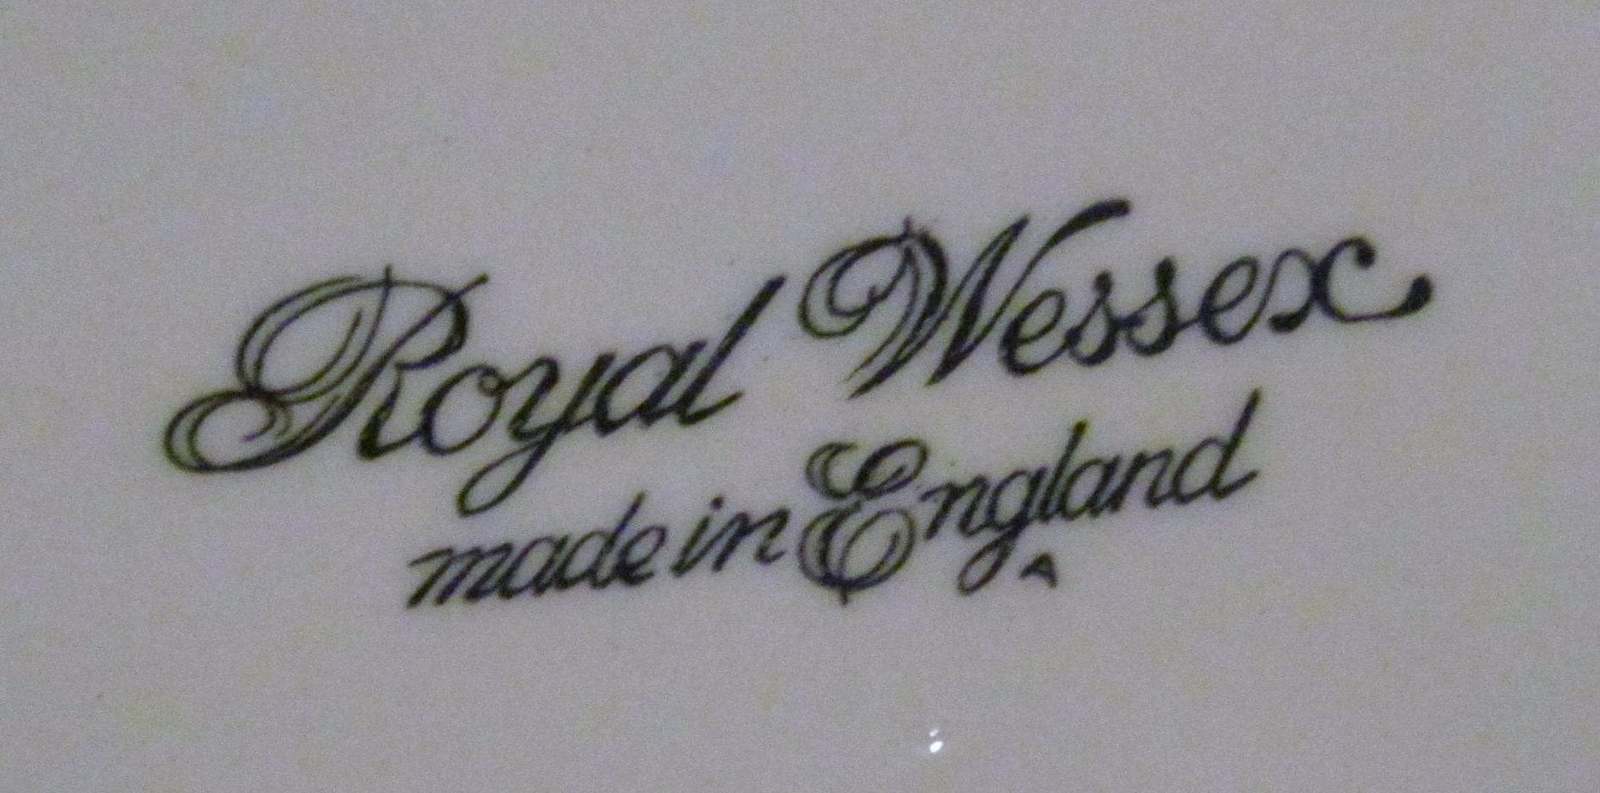 Royal Wessex
made in England
A